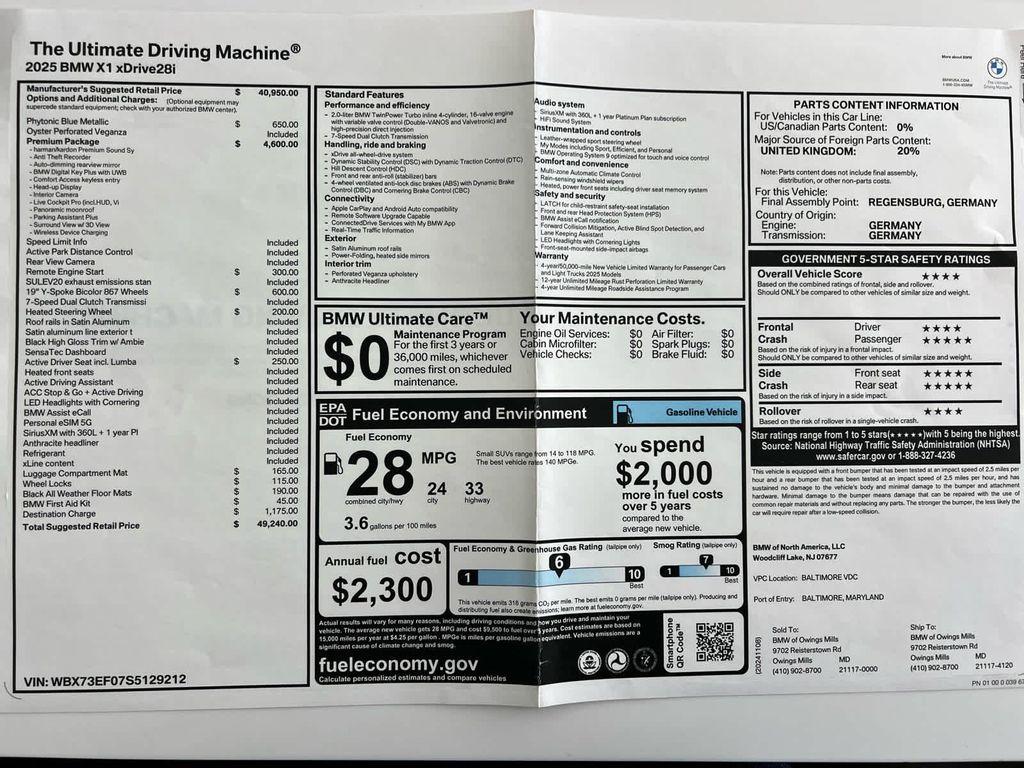 The Ultimate Driving Machine®
2025 BMW X1 xDrive28i
Manufacturer's Suggested Retail Price $ 40,950.00
Options and Additional Charges: (Optional equipment may
supercede standard equipment; check with your authorized BMW center).
Phytonic Blue Metallic $ 650.00
Oyster Perforated Veganza Included
Premium Package $ 4,600.00
- harman/kardon Premium Sound Sy
- Anti Theft Recorder
- Auto-dimming rearview mirror
- BMW Digital Key Plus with UWB
- Comfort Access keyless entry
- Head-up Display
- Interior Camera
- Live Cockpit Pro (incl.HUD, Vi
- Panoramic moonroof
- Parking Assistant Plus
- Surround View w/ 3D View
- Wireless Device Charging
Speed Limit Info Included
Active Park Distance Control Included
Rear View Camera Included
Remote Engine Start $ 300.00
SULEV20 exhaust emissions stan Included
19" Y-Spoke Bicolor 867 Wheels $ 600.00
7-Speed Dual Clutch Transmissi Included
Heated Steering Wheel $ 200.00
Roof rails in Satin Aluminum Included
Satin aluminum line exterior t Included
Black High Gloss Trim w/ Ambie Included
SensaTec Dashboard Included
Active Driver Seat incl. Lumba $ 250.00
Heated front seats Included
Active Driving Assistant Included
ACC Stop & Go + Active Driving Included
LED Headlights with Cornering Included
BMW Assist eCall Included
Personal eSIM 5G Included
SiriusXM with 360L + 1 year Pl Included
Anthracite headliner Included
Refrigerant Included
xLine content Included
Luggage Compartment Mat $ 165.00
Wheel Locks $ 115.00
Black All Weather Floor Mats $ 190.00
BMW First Aid Kit $ 45.00
Destination Charge $ 1,175.00
Total Suggested Retail Price $ 49,240.00
VIN: WBX73EF07S5129212
Standard Features
Performance and efficiency
- 2.0-liter BMW TwinPower Turbo inline 4-cylinder, 16-valve engine
with variable valve control (Double-VANOS and Valvetronic) and
high-precision direct injection
- 7-Speed Dual Clutch Transmission
Handling, ride and braking
- xDrive all-wheel-drive system
- Dynamic Stability Control (DSC) with Dynamic Traction Control (DTC)
- Hill Descent Control (HDC)
- Front and rear anti-roll (stabilizer) bars
- 4-wheel ventilated anti-lock disc brakes (ABS) with Dynamic Brake
Control (DBC) and Cornering Brake Control (CBC)
Connectivity
- Apple CarPlay and Android Auto compatibility
- Remote Software Upgrade Capable
- ConnectedDrive Services with My BMW App
- Real-Time Traffic Information
Exterior
- Satin Aluminum roof rails
- Power-Folding, heated side mirrors
Interior trim
- Perforated Veganza upholstery
- Anthracite Headliner
Audio system
- SiriusXM with 360L + 1 year Platinum Plan subscription
- HiFi Sound System
Instrumentation and controls
- Leather-wrapped sport steering wheel
- My Modes including Sport, Efficient, and Personal
- BMW Operating System 9 optimized for touch and voice control
Comfort and convenience
- Multi-zone Automatic Climate Control
- Rain-sensing windshield wipers
- Heated, power front seats including driver seat memory system
Safety and security
- LATCH for child-restraint safety-seat installation
- Front and rear Head Protection System (HPS)
- BMW Assist eCall notification
- Forward Collision Mitigation, Active Blind Spot Detection, and
Lane Keeping Assistant
- LED Headlights with Cornering Lights
- Front-seat-mounted side-impact airbags
Warranty
- 4-year/50,000-mile New Vehicle Limited Warranty for Passenger Cars
and Light Trucks 2025 Models
- 12-year Unlimited Mileage Rust Perforation Limited Warranty
- 4-year Unlimited Mileage Roadside Assistance Program
BMW Ultimate Care™
$0
Maintenance Program
For the first 3 years or
36,000 miles, whichever
comes first on scheduled
maintenance.
Your Maintenance Costs.
Engine Oil Services: $0 Air Filter: $0
Cabin Microfilter: $0 Spark Plugs: $0
Vehicle Checks: $0 Brake Fluid: $0
EPA
DOT
Fuel Economy and Environment
Gasoline Vehicle
Fuel Economy
28 MPG
combined city/hwy
24 city
33 highway
Small SUVs range from 14 to 118 MPG.
The best vehicle rates 140 MPGe.
3.6 gallons per 100 miles
You spend
$2,000
more in fuel costs
over 5 years
compared to the
average new vehicle.
Annual fuel cost
$2,300
Fuel Economy & Greenhouse Gas Rating (tailpipe only)
1 6 10
Best
Smog Rating (tailpipe only)
1 7 10
Best
This vehicle emits 316 grams CO2 per mile. The best emits 0 grams per mile (tailpipe only). Producing and
distributing fuel also create emissions; learn more at fueleconomy.gov.
Actual results will vary for many reasons, including driving conditions and how you drive and maintain your
vehicle. The average new vehicle gets 28 MPG and cost $9,500 to fuel over 5 years. Cost estimates are based on
15,000 miles per year at $4.25 per gallon. MPGe is miles per gasoline gallon equivalent. Vehicle emissions are a
significant cause of climate change and smog.
fueleconomy.gov
Calculate personalized estimates and compare vehicles
Smartphone
QR Code™
More about BMW
BMWUSA.COM
1-800-334-4BMW
BMW
The Ultimate
Driving Machine®
PARTS CONTENT INFORMATION
For Vehicles in this Car Line:
US/Canadian Parts Content: 0%
Major Source of Foreign Parts Content:
UNITED KINGDOM: 20%
Note: Parts content does not include final assembly,
distribution, or other non-parts costs.
For this Vehicle:
Final Assembly Point: REGENSBURG, GERMANY
Country of Origin:
Engine: GERMANY
Transmission: GERMANY
GOVERNMENT 5-STAR SAFETY RATINGS
Overall Vehicle Score ★★★★
Based on the combined ratings of frontal, side and rollover.
Should ONLY be compared to other vehicles of similar size and weight.
Frontal Driver ★★★★
Crash Passenger ★★★★★
Based on the risk of injury in a frontal impact.
Should ONLY be compared to other vehicles of similar size and weight.
Side Front seat ★★★★★
Crash Rear seat ★★★★★
Based on the risk of injury in a side impact.
Rollover ★★★★
Based on the risk of rollover in a single-vehicle crash.
Star ratings range from 1 to 5 stars(★★★★★)with 5 being the highest.
Source: National Highway Traffic Safety Administration (NHTSA)
www.safercar.gov or 1-888-327-4236
This vehicle is equipped with a front bumper that has been tested at an impact speed of 2.5 miles per
hour and a rear bumper that has been tested at an impact speed of 2.5 miles per hour, and has
sustained no damage to the vehicle's body and minimal damage to the bumper and attachment
hardware. Minimal damage to the bumper means damage that can be repaired with the use of
common repair materials and without replacing any parts. The stronger the bumper, the less likely the
car will require repair after a low-speed collision.
BMW of North America, LLC
Woodcliff Lake, NJ 07677
VPC Location: BALTIMORE VDC
Port of Entry: BALTIMORE, MARYLAND
(20241108)
Sold To:
BMW of Owings Mills
9702 Reisterstown Rd
Owings Mills MD
(410) 902-8700 21117-0000
Ship To:
BMW of Owings Mills
9702 Reisterstown Rd
Owings Mills MD
(410) 902-8700 21117-4120
PN 01 00 0 039 6